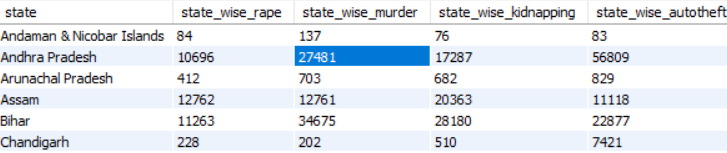 state state_wise_rape state_wise_murder state_wise_kidnapping state_wise_autotheft
Andaman & Nicobar Islands 84 137 76 83
Andhra Pradesh 10696 27481 17287 56809
Arunachal Pradesh 412 703 682 829
Assam 12762 12761 20363 11118
Bihar 11263 34675 28180 22877
Chandigarh 228 202 510 7421